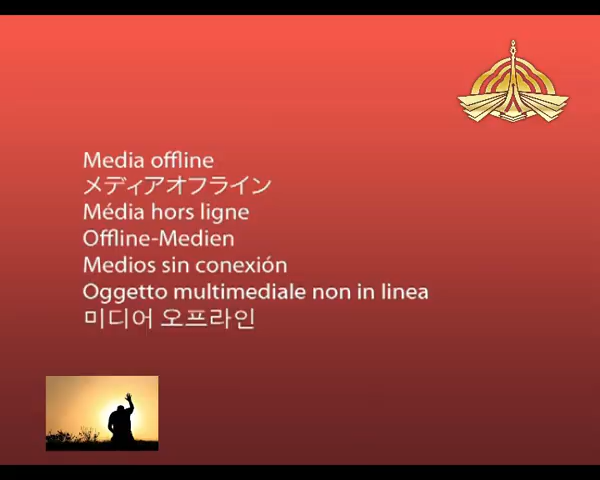 Media offline
メディアオフライン
Média hors ligne
Offline-Medien
Medios sin conexión
Oggetto multimediale non in linea
미디어 오프라인